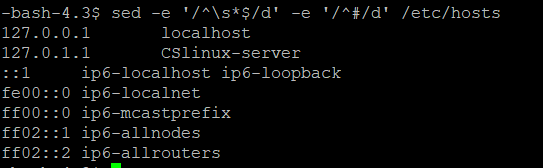 -bash-4.3$ sed -e '/^\s*$/d' -e '/^#/d' /etc/hosts
127.0.0.1       localhost
127.0.1.1       CSlinux-server
::1     ip6-localhost ip6-loopback
fe00::0 ip6-localnet
ff00::0 ip6-mcastprefix
ff02::1 ip6-allnodes
ff02::2 ip6-allrouters